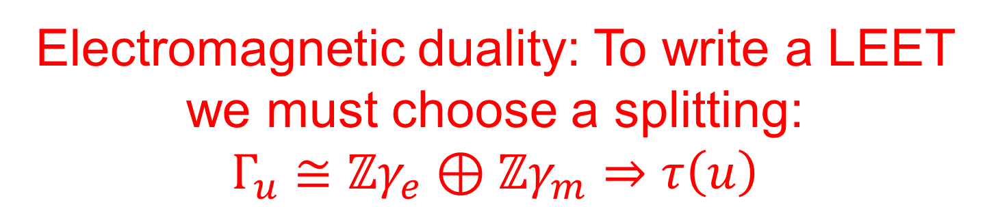 Electromagnetic duality: To write a LEET
we must choose a splitting:
Γ_u ≅ ℤγ_e ⊕ ℤγ_m ⇒ τ(u)